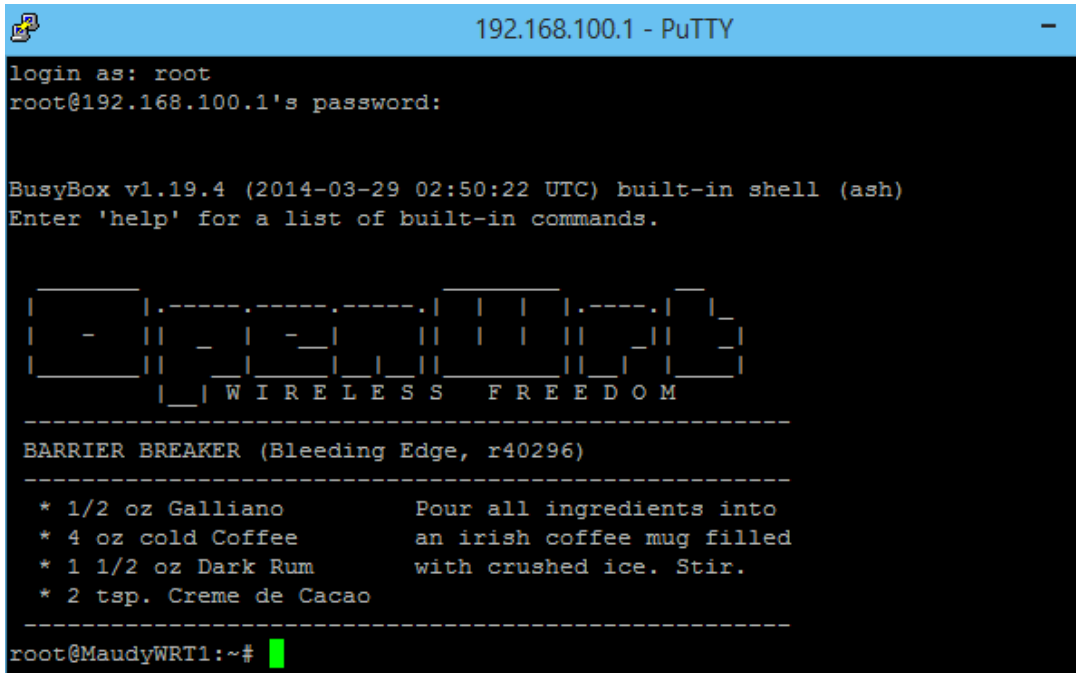 192.168.100.1 - PuTTY
login as: root
root@192.168.100.1's password:
BusyBox v1.19.4 (2014-03-29 02:50:22 UTC) built-in shell (ash)
Enter 'help' for a list of built-in commands.
OpenWrt
W I R E L E S S   F R E E D O M
-----------------------------------------------------
BARRIER BREAKER (Bleeding Edge, r40296)
-----------------------------------------------------
* 1/2 oz Galliano         Pour all ingredients into
* 4 oz cold Coffee        an irish coffee mug filled
* 1 1/2 oz Dark Rum       with crushed ice. Stir.
* 2 tsp. Creme de Cacao
-----------------------------------------------------
root@MaudyWRT1:~#